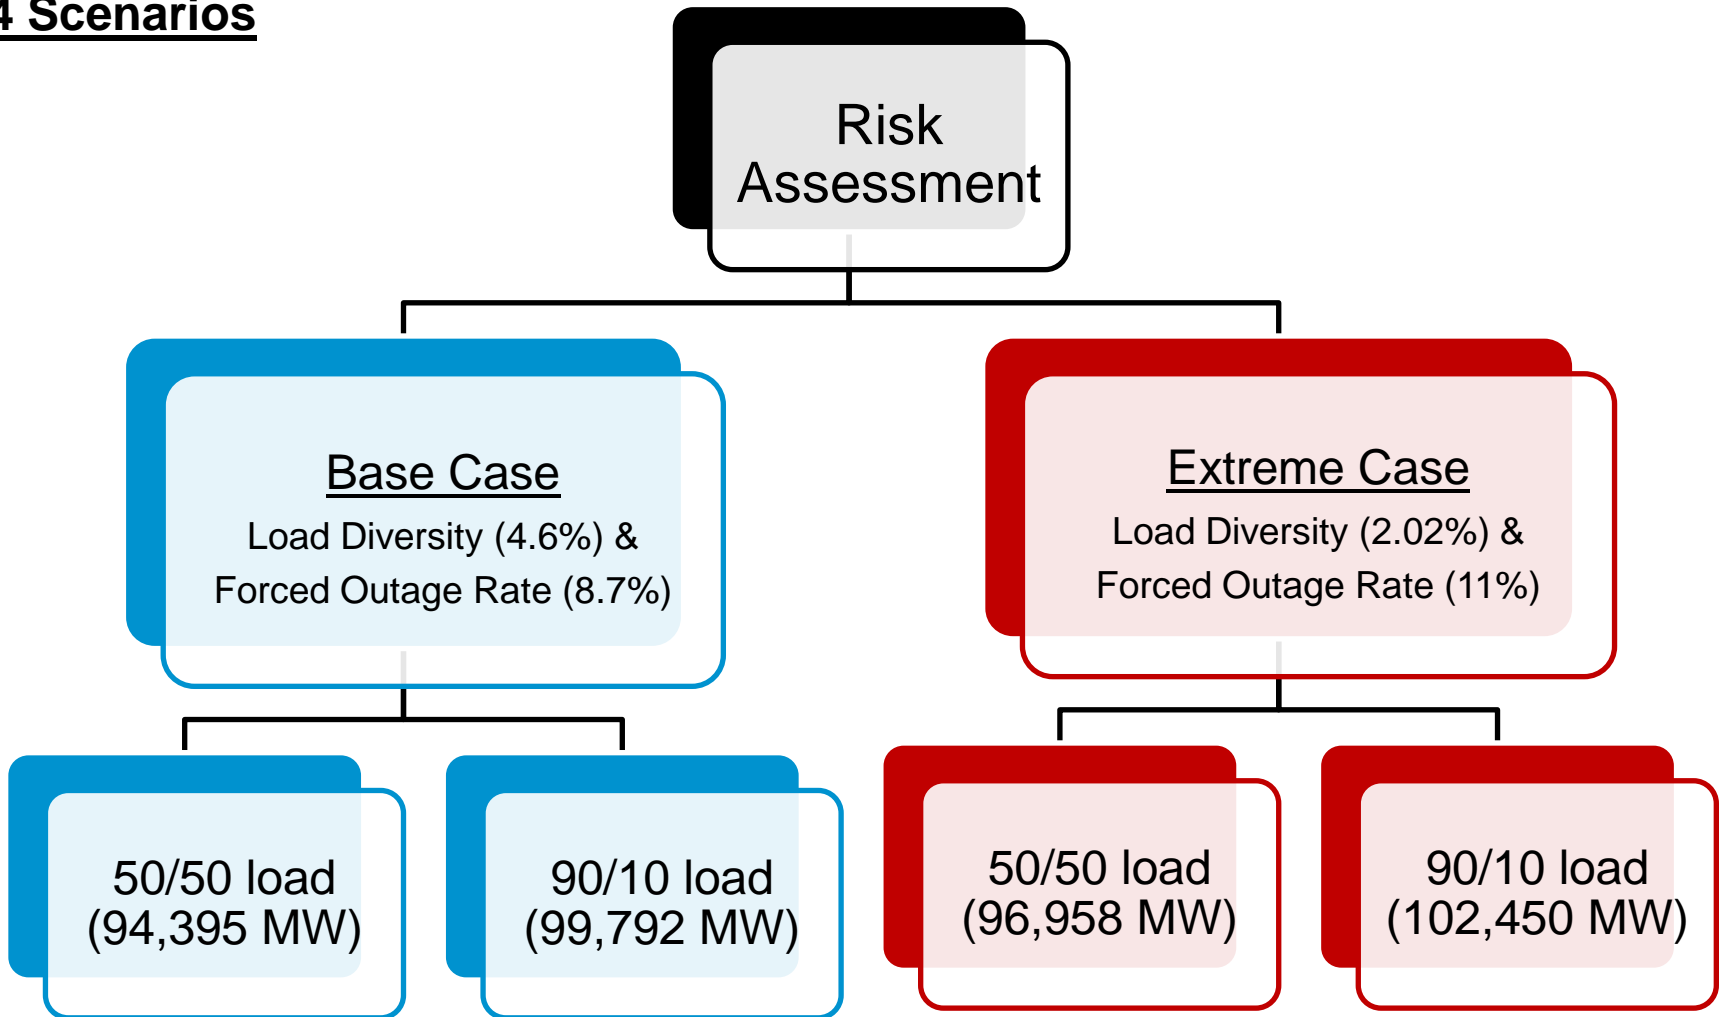 4 Scenarios
Risk
Assessment
Base Case
Load Diversity (4.6%) &
Forced Outage Rate (8.7%)
Extreme Case
Load Diversity (2.02%) &
Forced Outage Rate (11%)
50/50 load
(94,395 MW)
90/10 load
(99,792 MW)
50/50 load
(96,958 MW)
90/10 load
(102,450 MW)